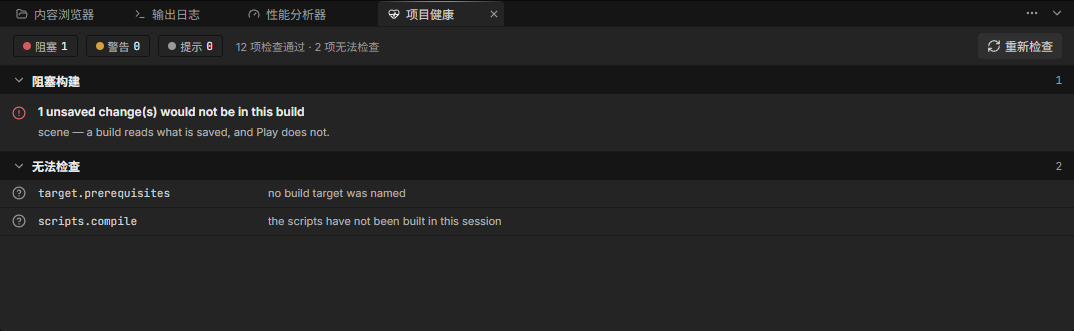 内容浏览器 输出日志 性能分析器 项目健康
阻塞 1 警告 0 提示 0 12 项检查通过 · 2 项无法检查 重新检查
阻塞构建 1
1 unsaved change(s) would not be in this build
scene — a build reads what is saved, and Play does not.
无法检查 2
target.prerequisites no build target was named
scripts.compile the scripts have not been built in this session